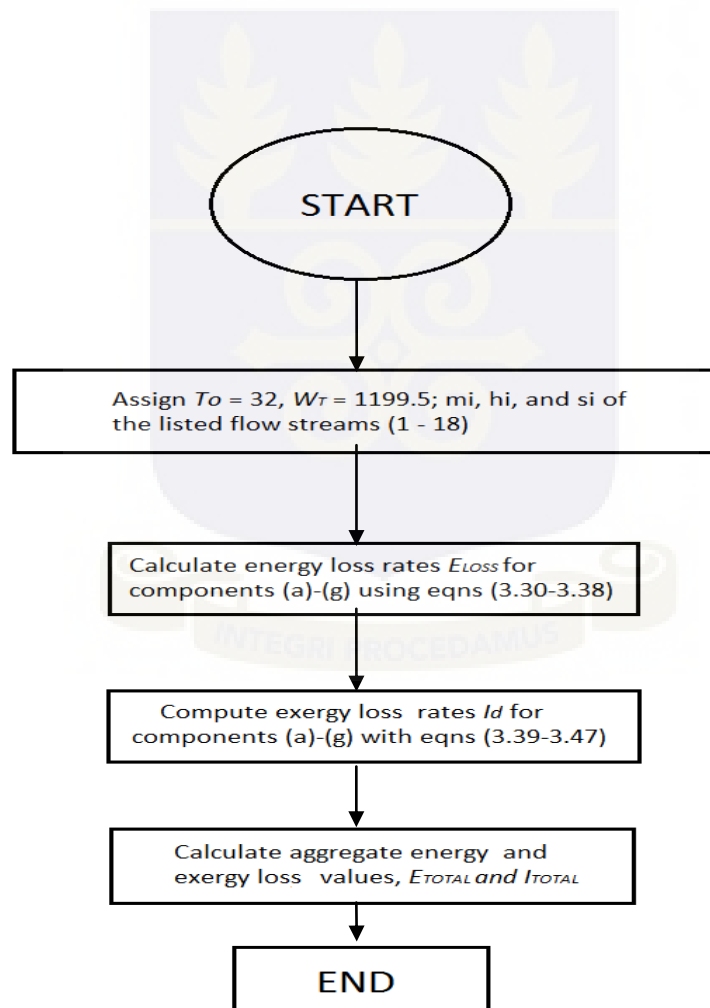 START
Assign To = 32, WT = 1199.5; mi, hi, and si of
the listed flow streams (1 - 18)
Calculate energy loss rates ELOSS for
components (a)-(g) using eqns (3.30-3.38)
INTEGRI PROCEDAMUS
Compute exergy loss rates Id for
components (a)-(g) with eqns (3.39-3.47)
Calculate aggregate energy and
exergy loss values, ETOTAL and ITOTAL
END